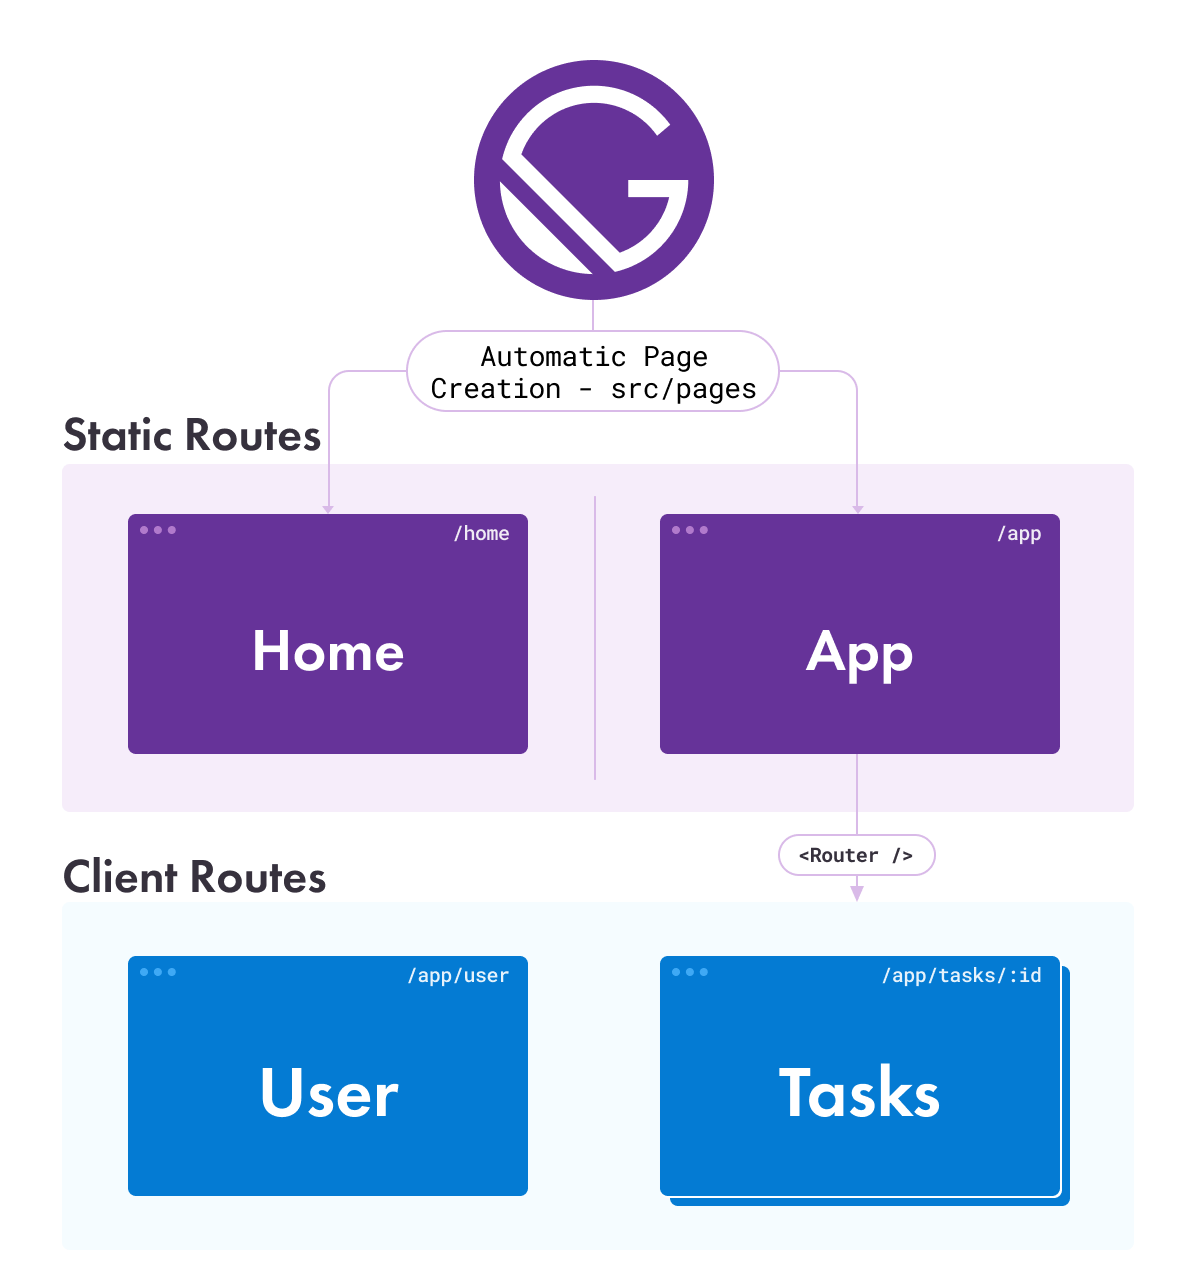 Automatic Page
Creation - src/pages
Static Routes
/home
Home
/app
App
<Router />
Client Routes
/app/user
User
/app/tasks/:id
Tasks